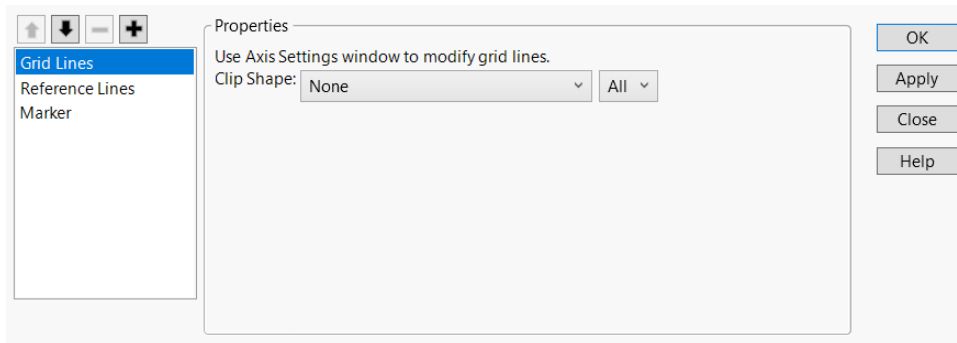 Grid Lines
Reference Lines
Marker
Properties
Use Axis Settings window to modify grid lines.
Clip Shape: None All
OK
Apply
Close
Help